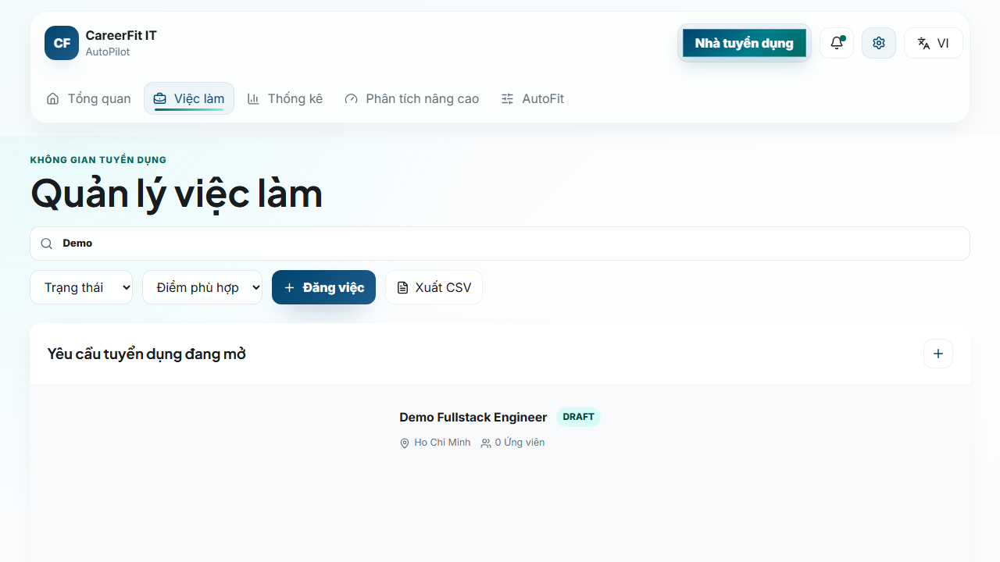 CF
CareerFit IT
AutoPilot
Nhà tuyển dụng
VI
Tổng quan
Việc làm
Thống kê
Phân tích nâng cao
AutoFit
KHÔNG GIAN TUYỂN DỤNG
Quản lý việc làm
Demo
Trạng thái
Điểm phù hợp
Đăng việc
Xuất CSV
Yêu cầu tuyển dụng đang mở
Demo Fullstack Engineer
DRAFT
Ho Chi Minh
0 Ứng viên